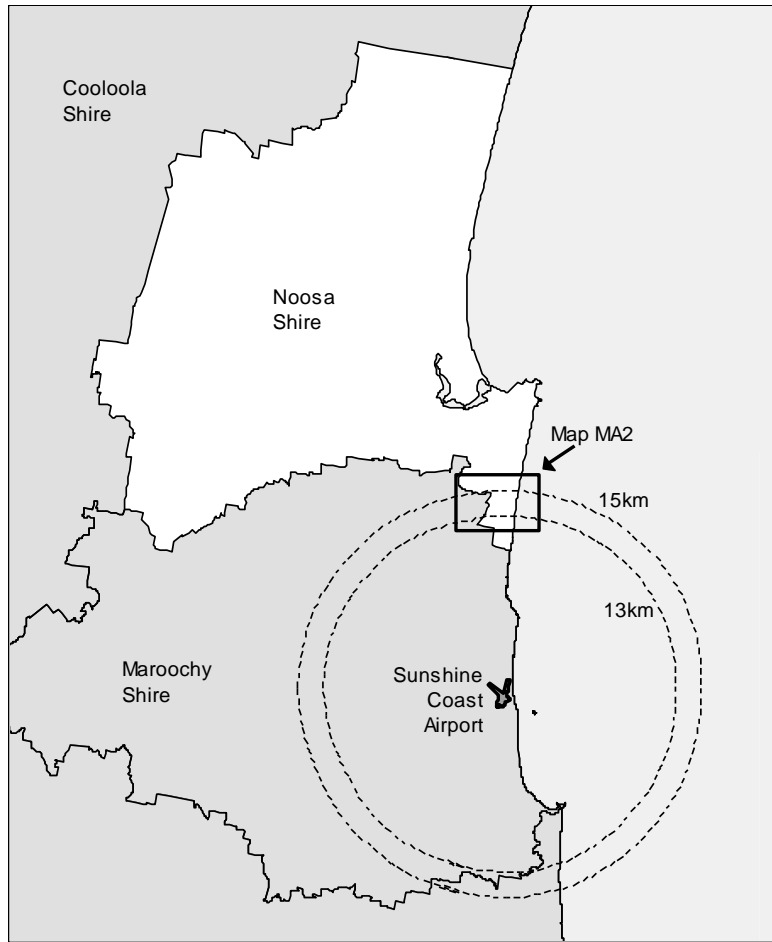 Cooloola
Shire
Noosa
Shire
Map MA2
15km
13km
Maroochy
Shire
Sunshine
Coast
Airport